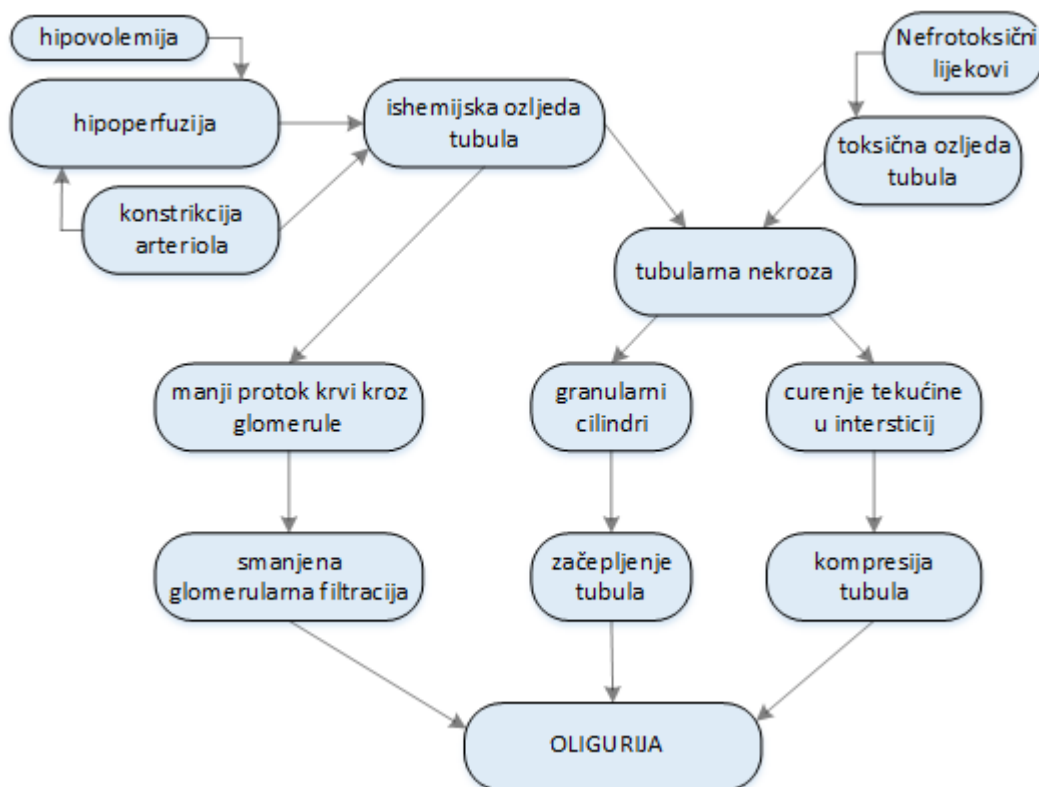 hipovolemija
Nefrotoksični
lijekovi
hipoperfuzija
ishemijska ozljeda
tubula
toksična ozljeda
tubula
konstrikcija
arteriola
tubularna nekroza
manji protok krvi kroz
glomerule
granularni
cilindri
curenje tekućine
u intersticij
smanjena
glomerularna filtracija
začepljenje
tubula
kompresija
tubula
OLIGURIJA